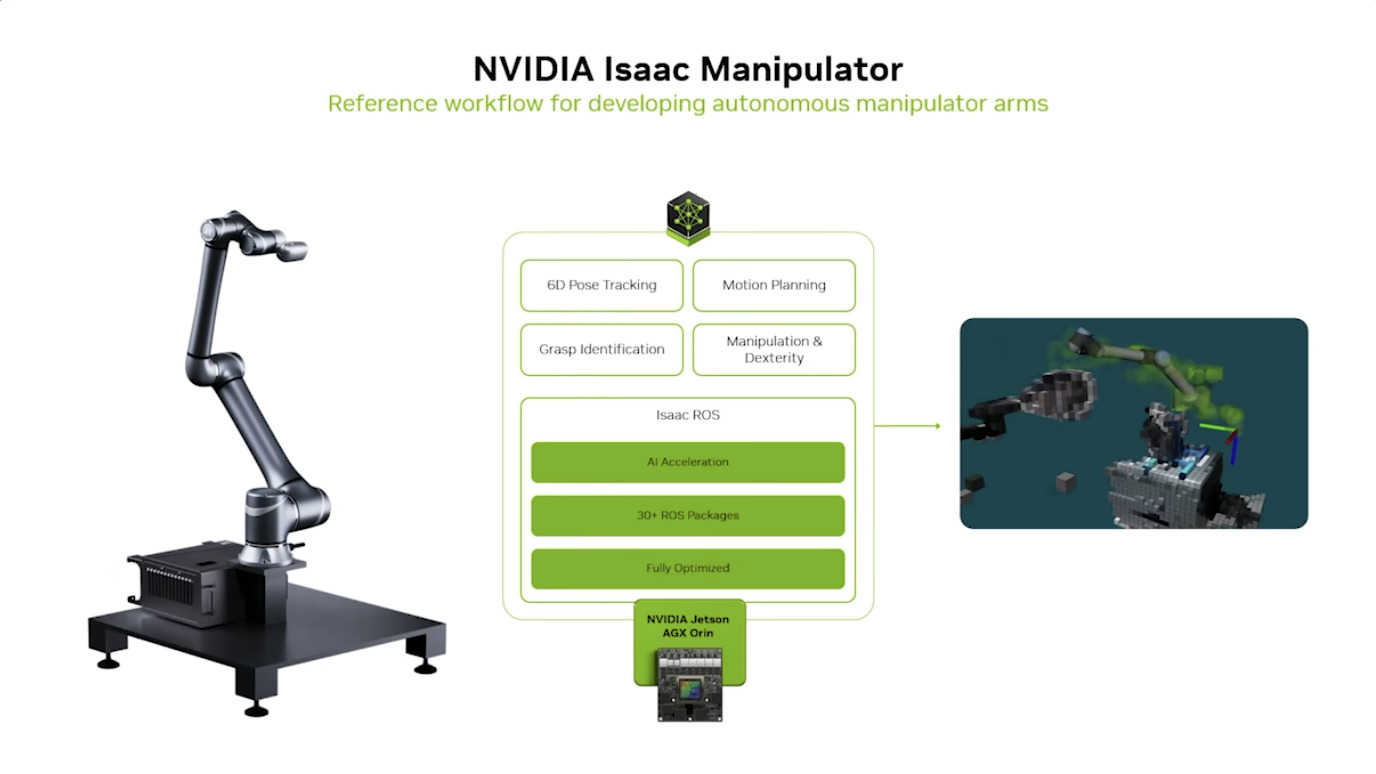 NVIDIA Isaac Manipulator
Reference workflow for developing autonomous manipulator arms
6D Pose Tracking
Motion Planning
Grasp Identification
Manipulation &
Dexterity
Isaac ROS
AI Acceleration
30+ ROS Packages
Fully Optimized
NVIDIA Jetson
AGX Orin